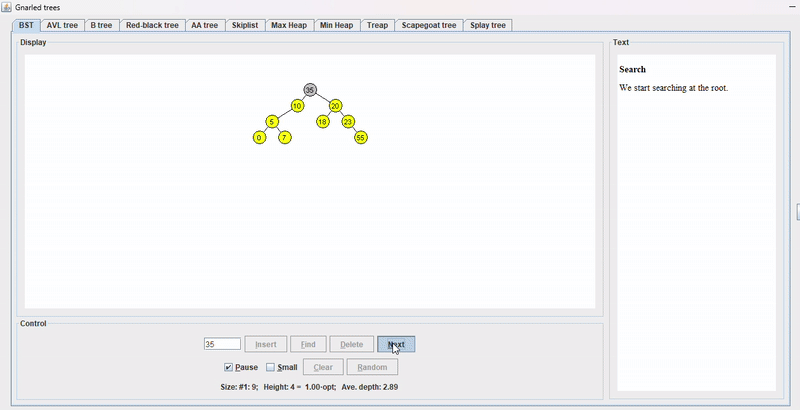 Gnarled trees
BST AVL tree B tree Red-black tree AA tree Skiplist Max Heap Min Heap Treap Scapegoat tree Splay tree
Display
35
10 20
5 18 23
0 7 55
Text
Search
We start searching at the root.
Control
35 Insert Find Delete Next
Pause Small Clear Random
Size: #1: 9; Height: 4 = 1.00-opt; Ave. depth: 2.89